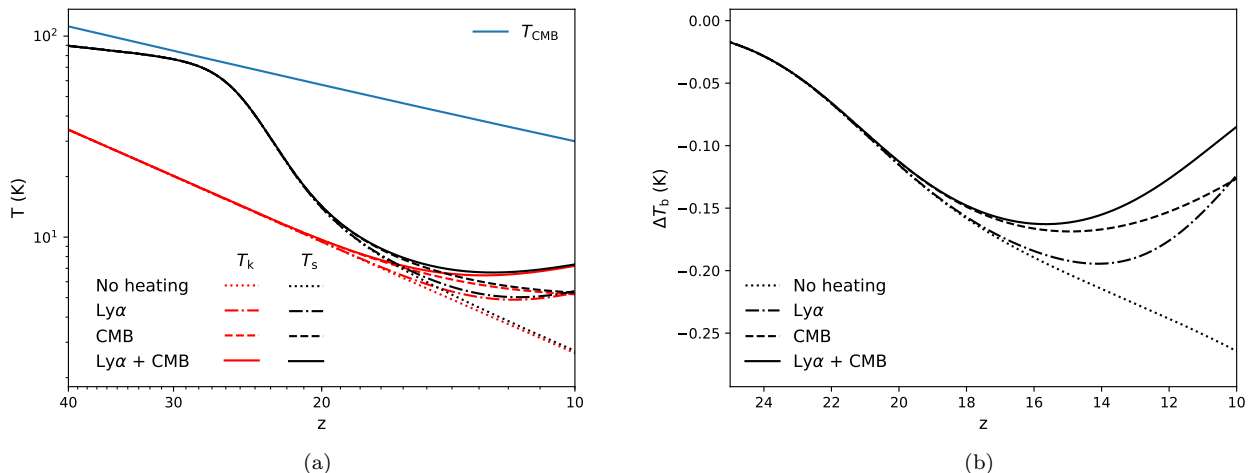 T_CMB
T (K)
10²
10¹
T_k T_s
No heating
Lyα
CMB
Lyα + CMB
40 30 20 10
z
(a)
ΔT_b (K)
0.00
−0.05
−0.10
−0.15
−0.20
−0.25
No heating
Lyα
CMB
Lyα + CMB
24 22 20 18 16 14 12 10
z
(b)